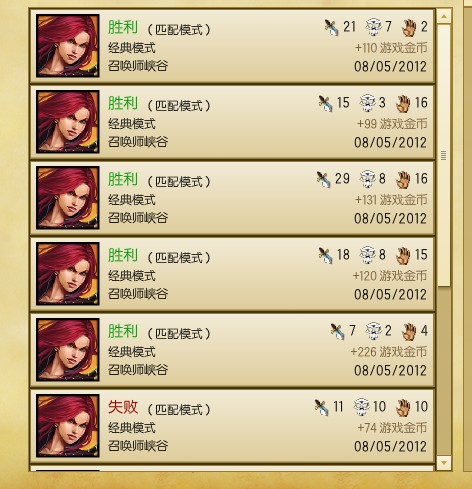 胜利 （匹配模式） 21 7 2
经典模式 +110 游戏金币
召唤师峡谷 08/05/2012
胜利 （匹配模式） 15 3 16
经典模式 +99 游戏金币
召唤师峡谷 08/05/2012
胜利 （匹配模式） 29 8 16
经典模式 +131 游戏金币
召唤师峡谷 08/05/2012
胜利 （匹配模式） 18 8 15
经典模式 +120 游戏金币
召唤师峡谷 08/05/2012
胜利 （匹配模式） 7 2 4
经典模式 +226 游戏金币
召唤师峡谷 08/05/2012
失败 （匹配模式） 11 10 10
经典模式 +74 游戏金币
召唤师峡谷 08/05/2012